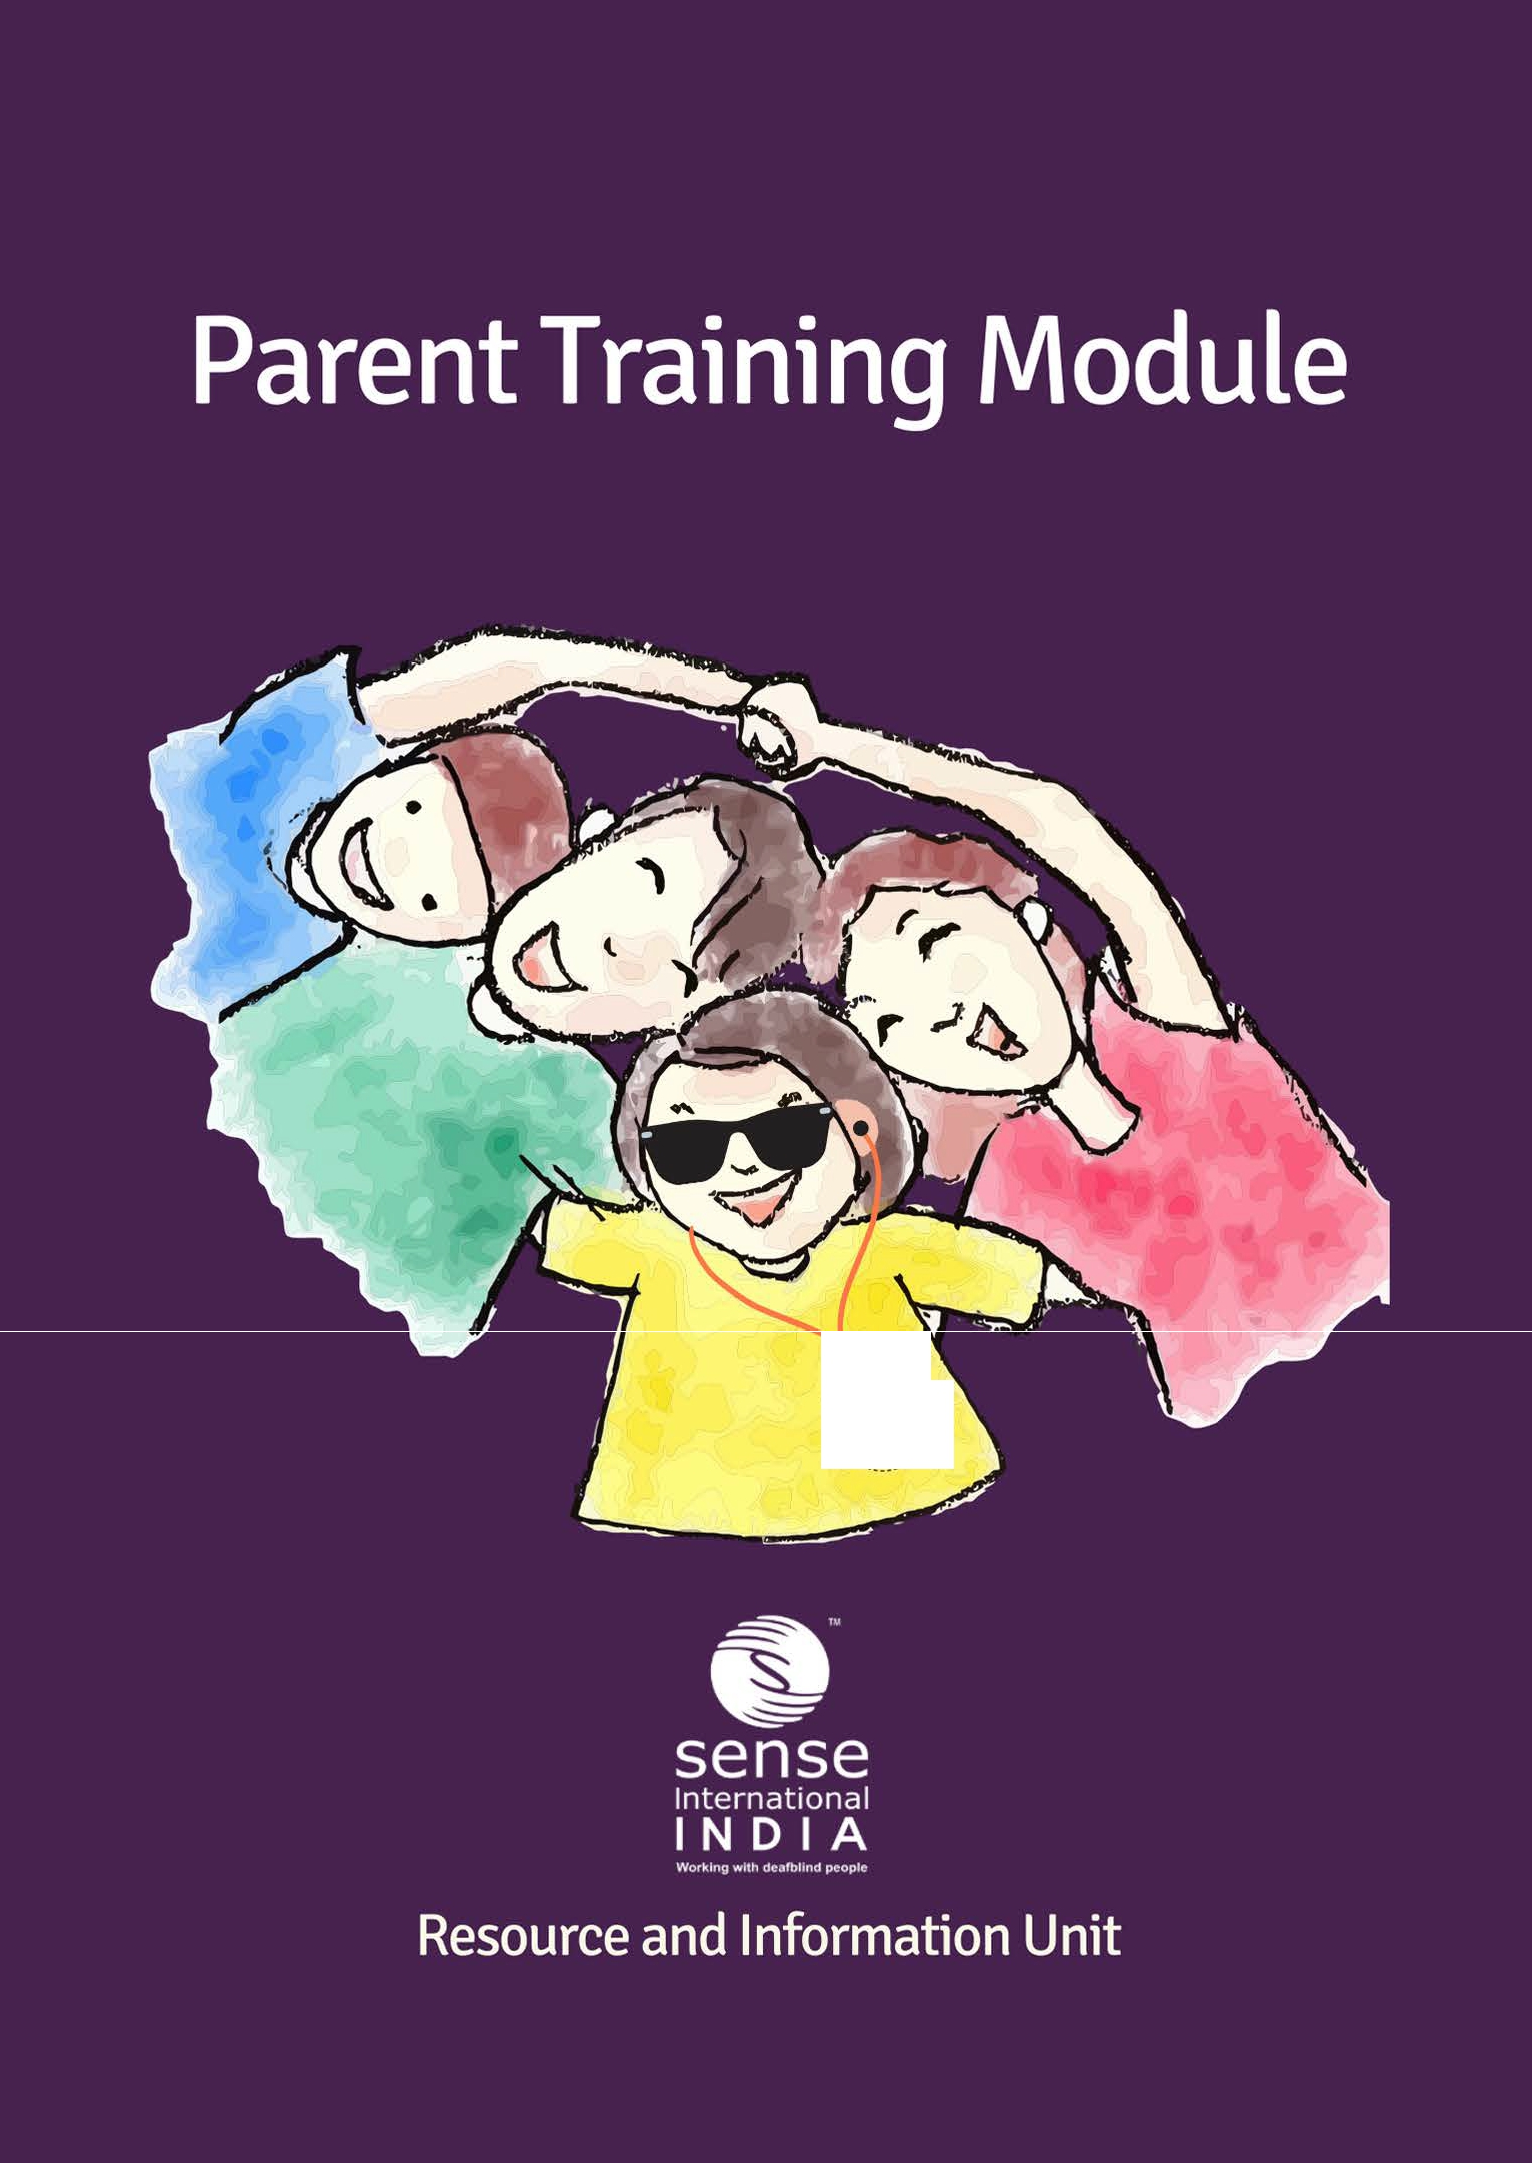 Parent Training Module
TM
sense
International
INDIA
Working with deafblind people
Resource and Information Unit